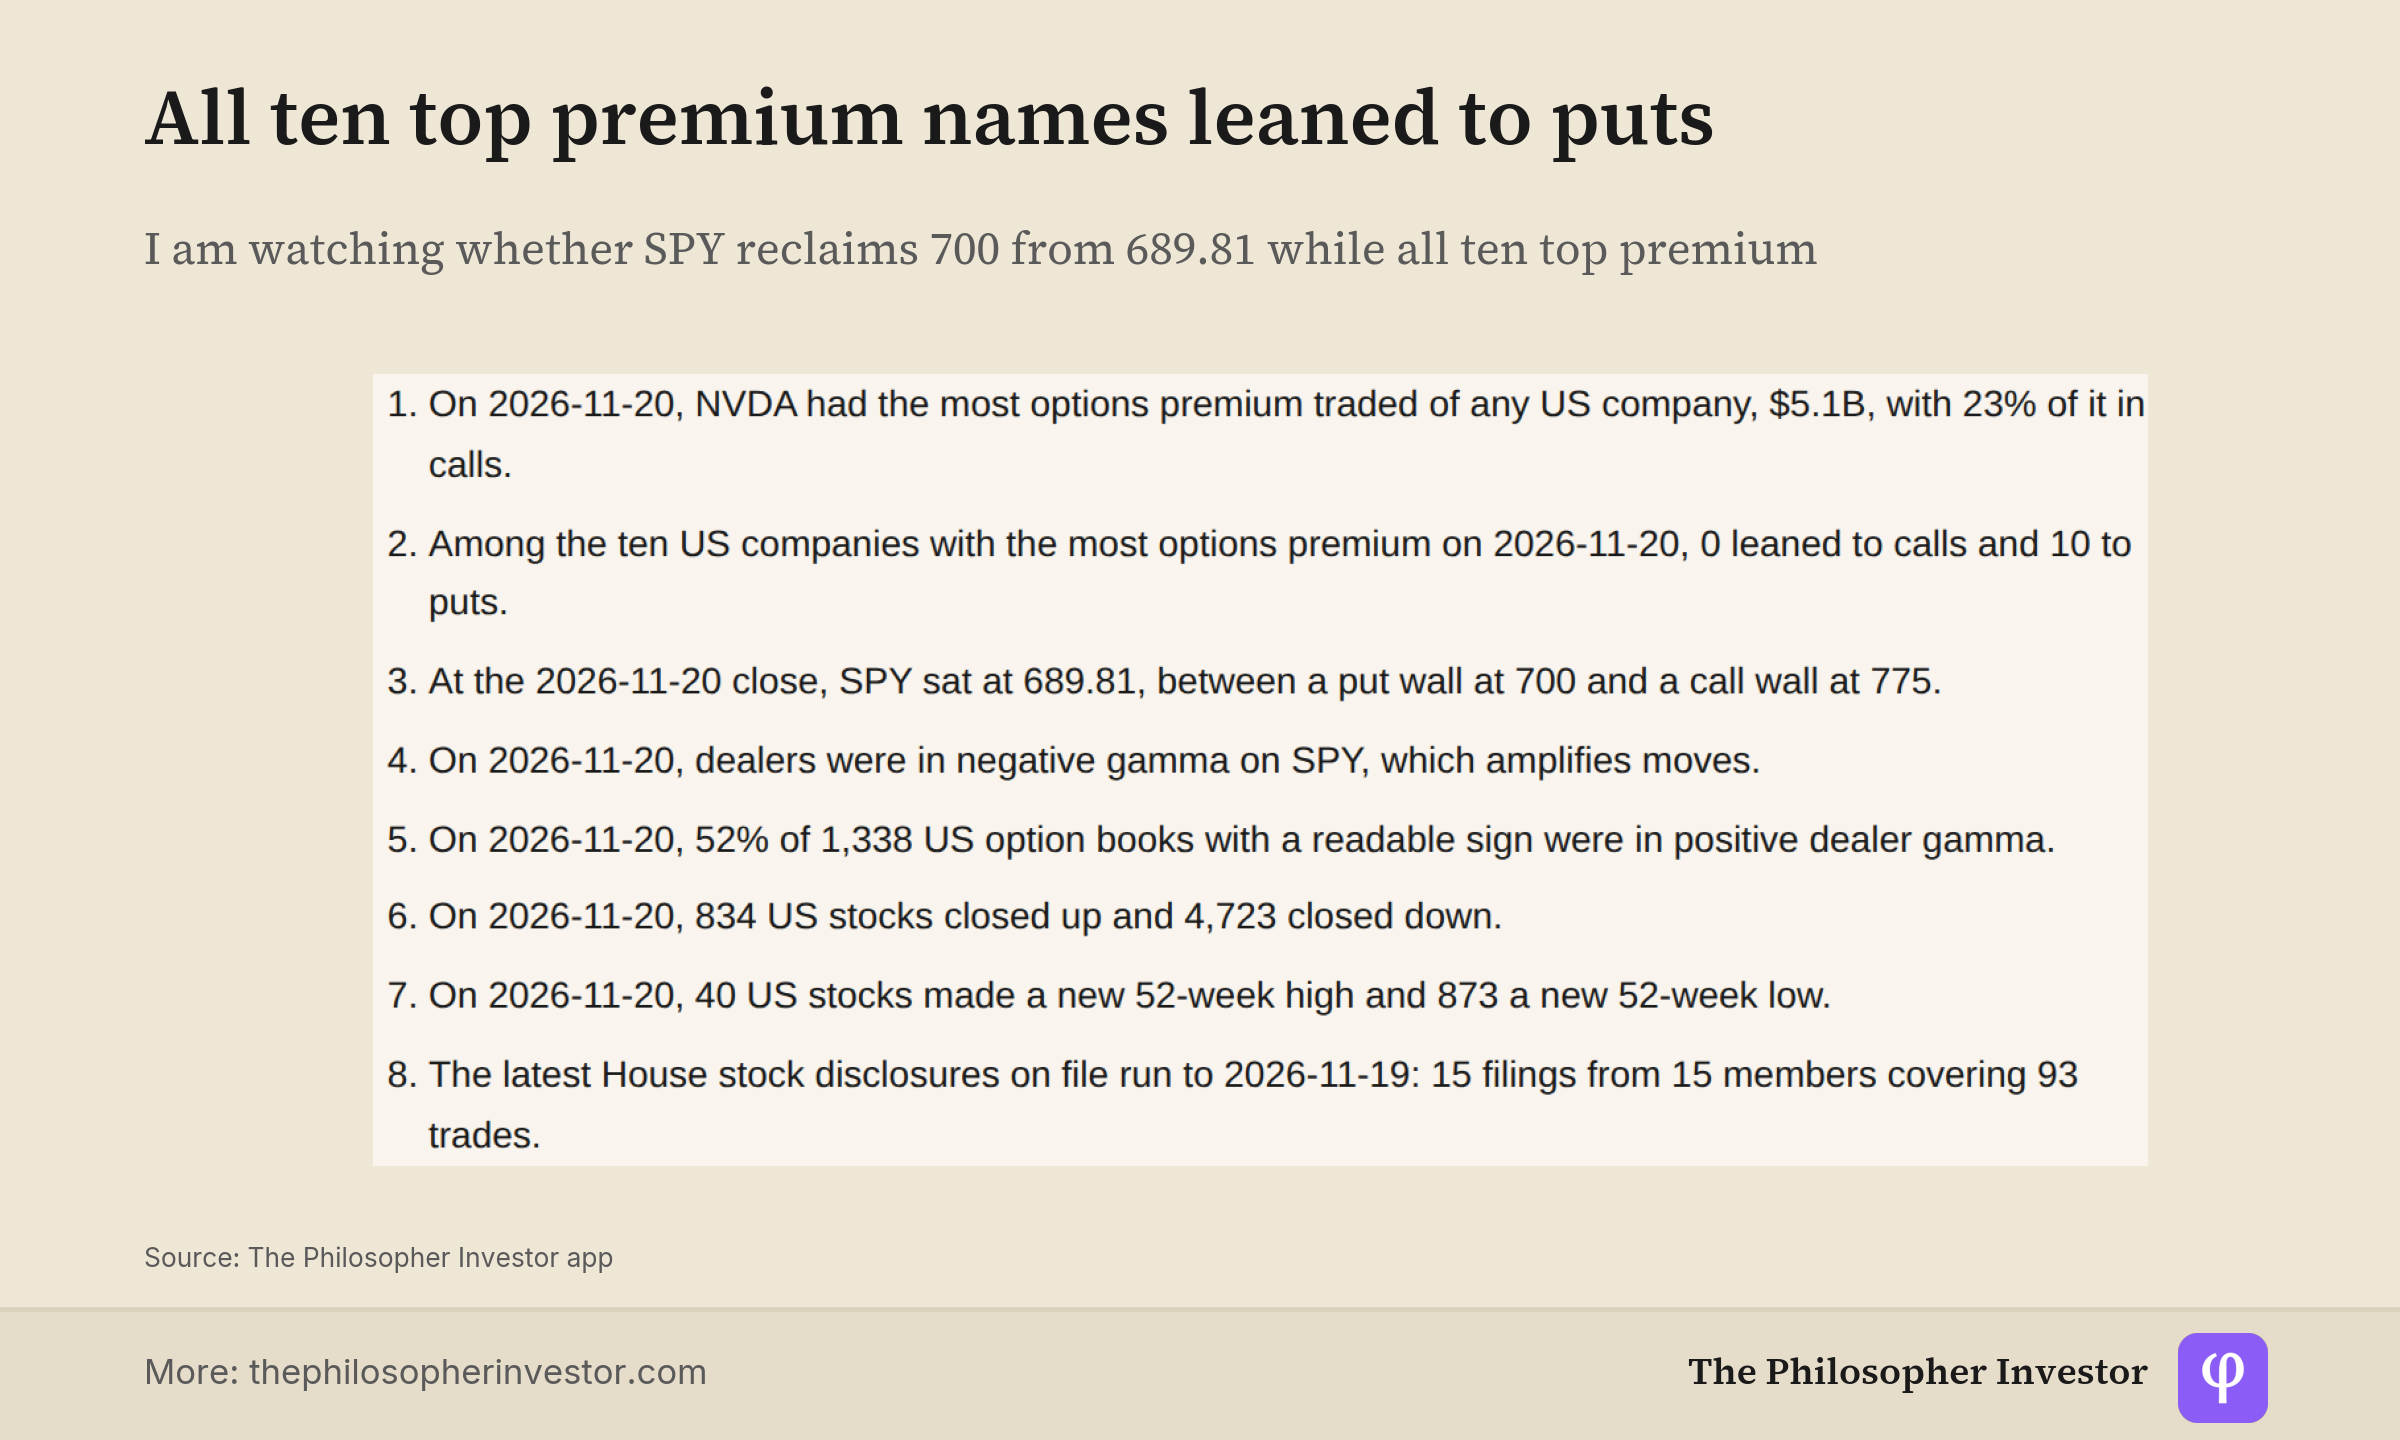 All ten top premium names leaned to puts
I am watching whether SPY reclaims 700 from 689.81 while all ten top premium
1. On 2026-11-20, NVDA had the most options premium traded of any US company, $5.1B, with 23% of it in
calls.
2. Among the ten US companies with the most options premium on 2026-11-20, 0 leaned to calls and 10 to
puts.
3. At the 2026-11-20 close, SPY sat at 689.81, between a put wall at 700 and a call wall at 775.
4. On 2026-11-20, dealers were in negative gamma on SPY, which amplifies moves.
5. On 2026-11-20, 52% of 1,338 US option books with a readable sign were in positive dealer gamma.
6. On 2026-11-20, 834 US stocks closed up and 4,723 closed down.
7. On 2026-11-20, 40 US stocks made a new 52-week high and 873 a new 52-week low.
8. The latest House stock disclosures on file run to 2026-11-19: 15 filings from 15 members covering 93
trades.
Source: The Philosopher Investor app
More: thephilosopherinvestor.com
The Philosopher Investor φ